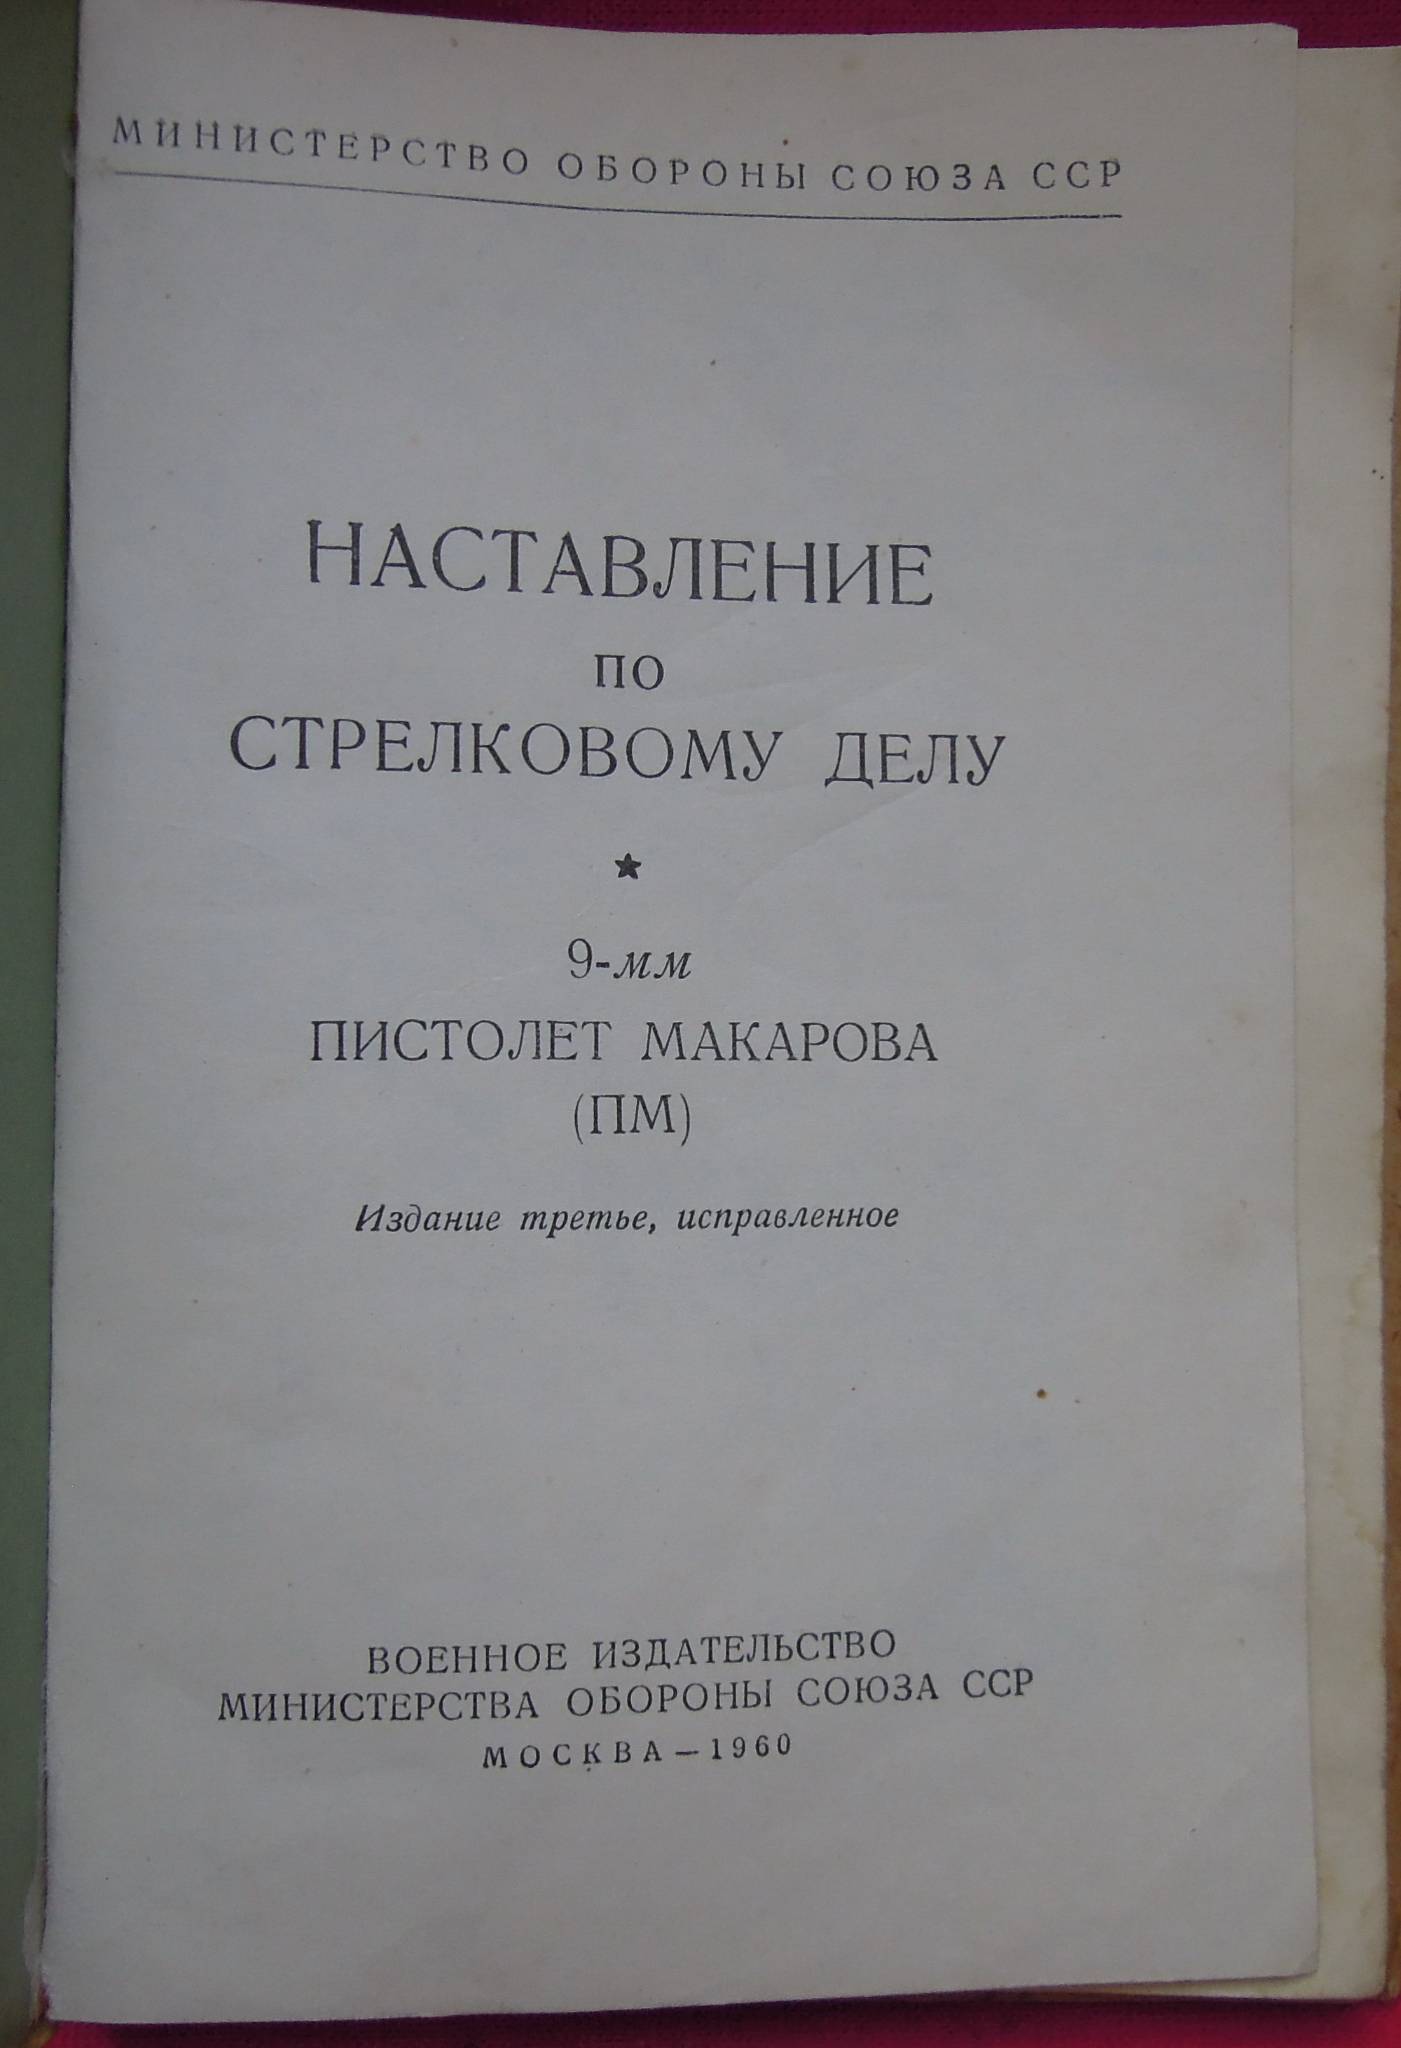 МИНИСТЕРСТВО ОБОРОНЫ СОЮЗА ССР
НАСТАВЛЕНИЕ
ПО
СТРЕЛКОВОМУ ДЕЛУ
★
9-мм
ПИСТОЛЕТ МАКАРОВА
(ПМ)
Издание третье, исправленное
ВОЕННОЕ ИЗДАТЕЛЬСТВО
МИНИСТЕРСТВА ОБОРОНЫ СОЮЗА ССР
МОСКВА — 1960